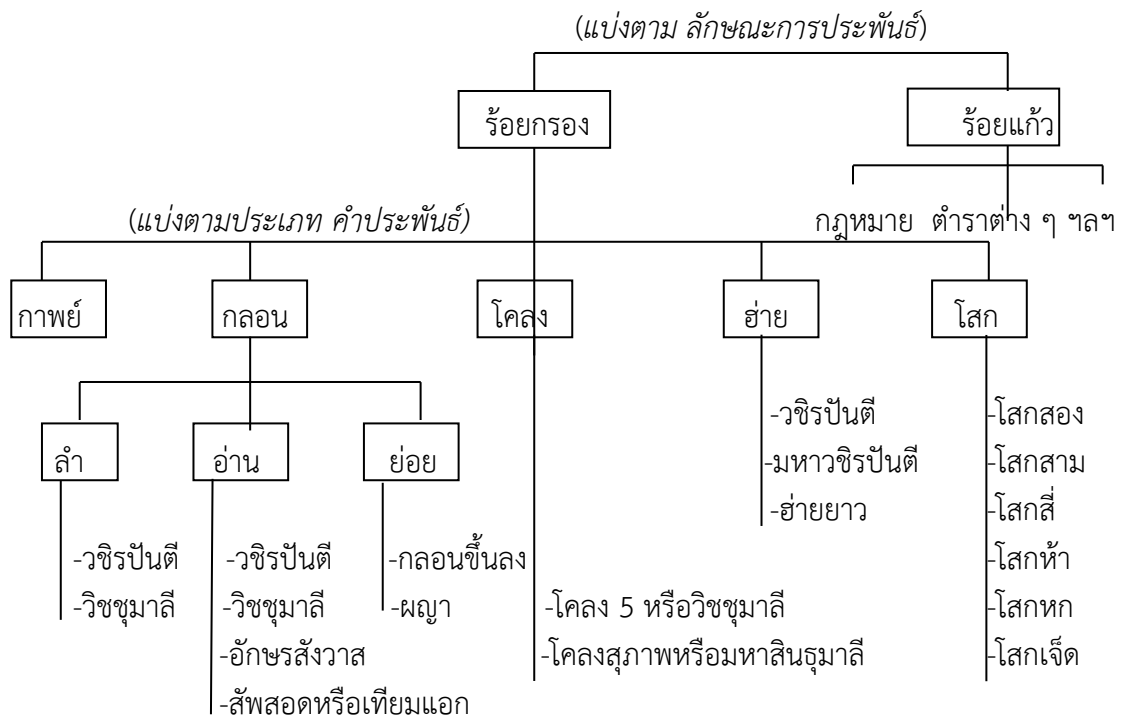 (แบ่งตาม ลักษณะการประพันธ์)
ร้อยกรอง ร้อยแก้ว
(แบ่งตามประเภท คำประพันธ์) กฎหมาย ตำราต่าง ๆ ฯลฯ
กาพย์ กลอน โคลง ฮ่าย โสก
-วชิรปันตี -โสกสอง
ลำ อ่าน ย่อย -มหาวชิรปันตี -โสกสาม
-ฮ่ายยาว -โสกสี่
-วชิรปันตี -วชิรปันตี -กลอนขึ้นลง -โสกห้า
-วิชชุมาลี -วิชชุมาลี -ผญา -โคลง 5 หรือวิชชุมาลี -โสกหก
-อักษรสังวาส -โคลงสุภาพหรือมหาสินธุมาลี -โสกเจ็ด
-สัพสอดหรือเทียมแอก